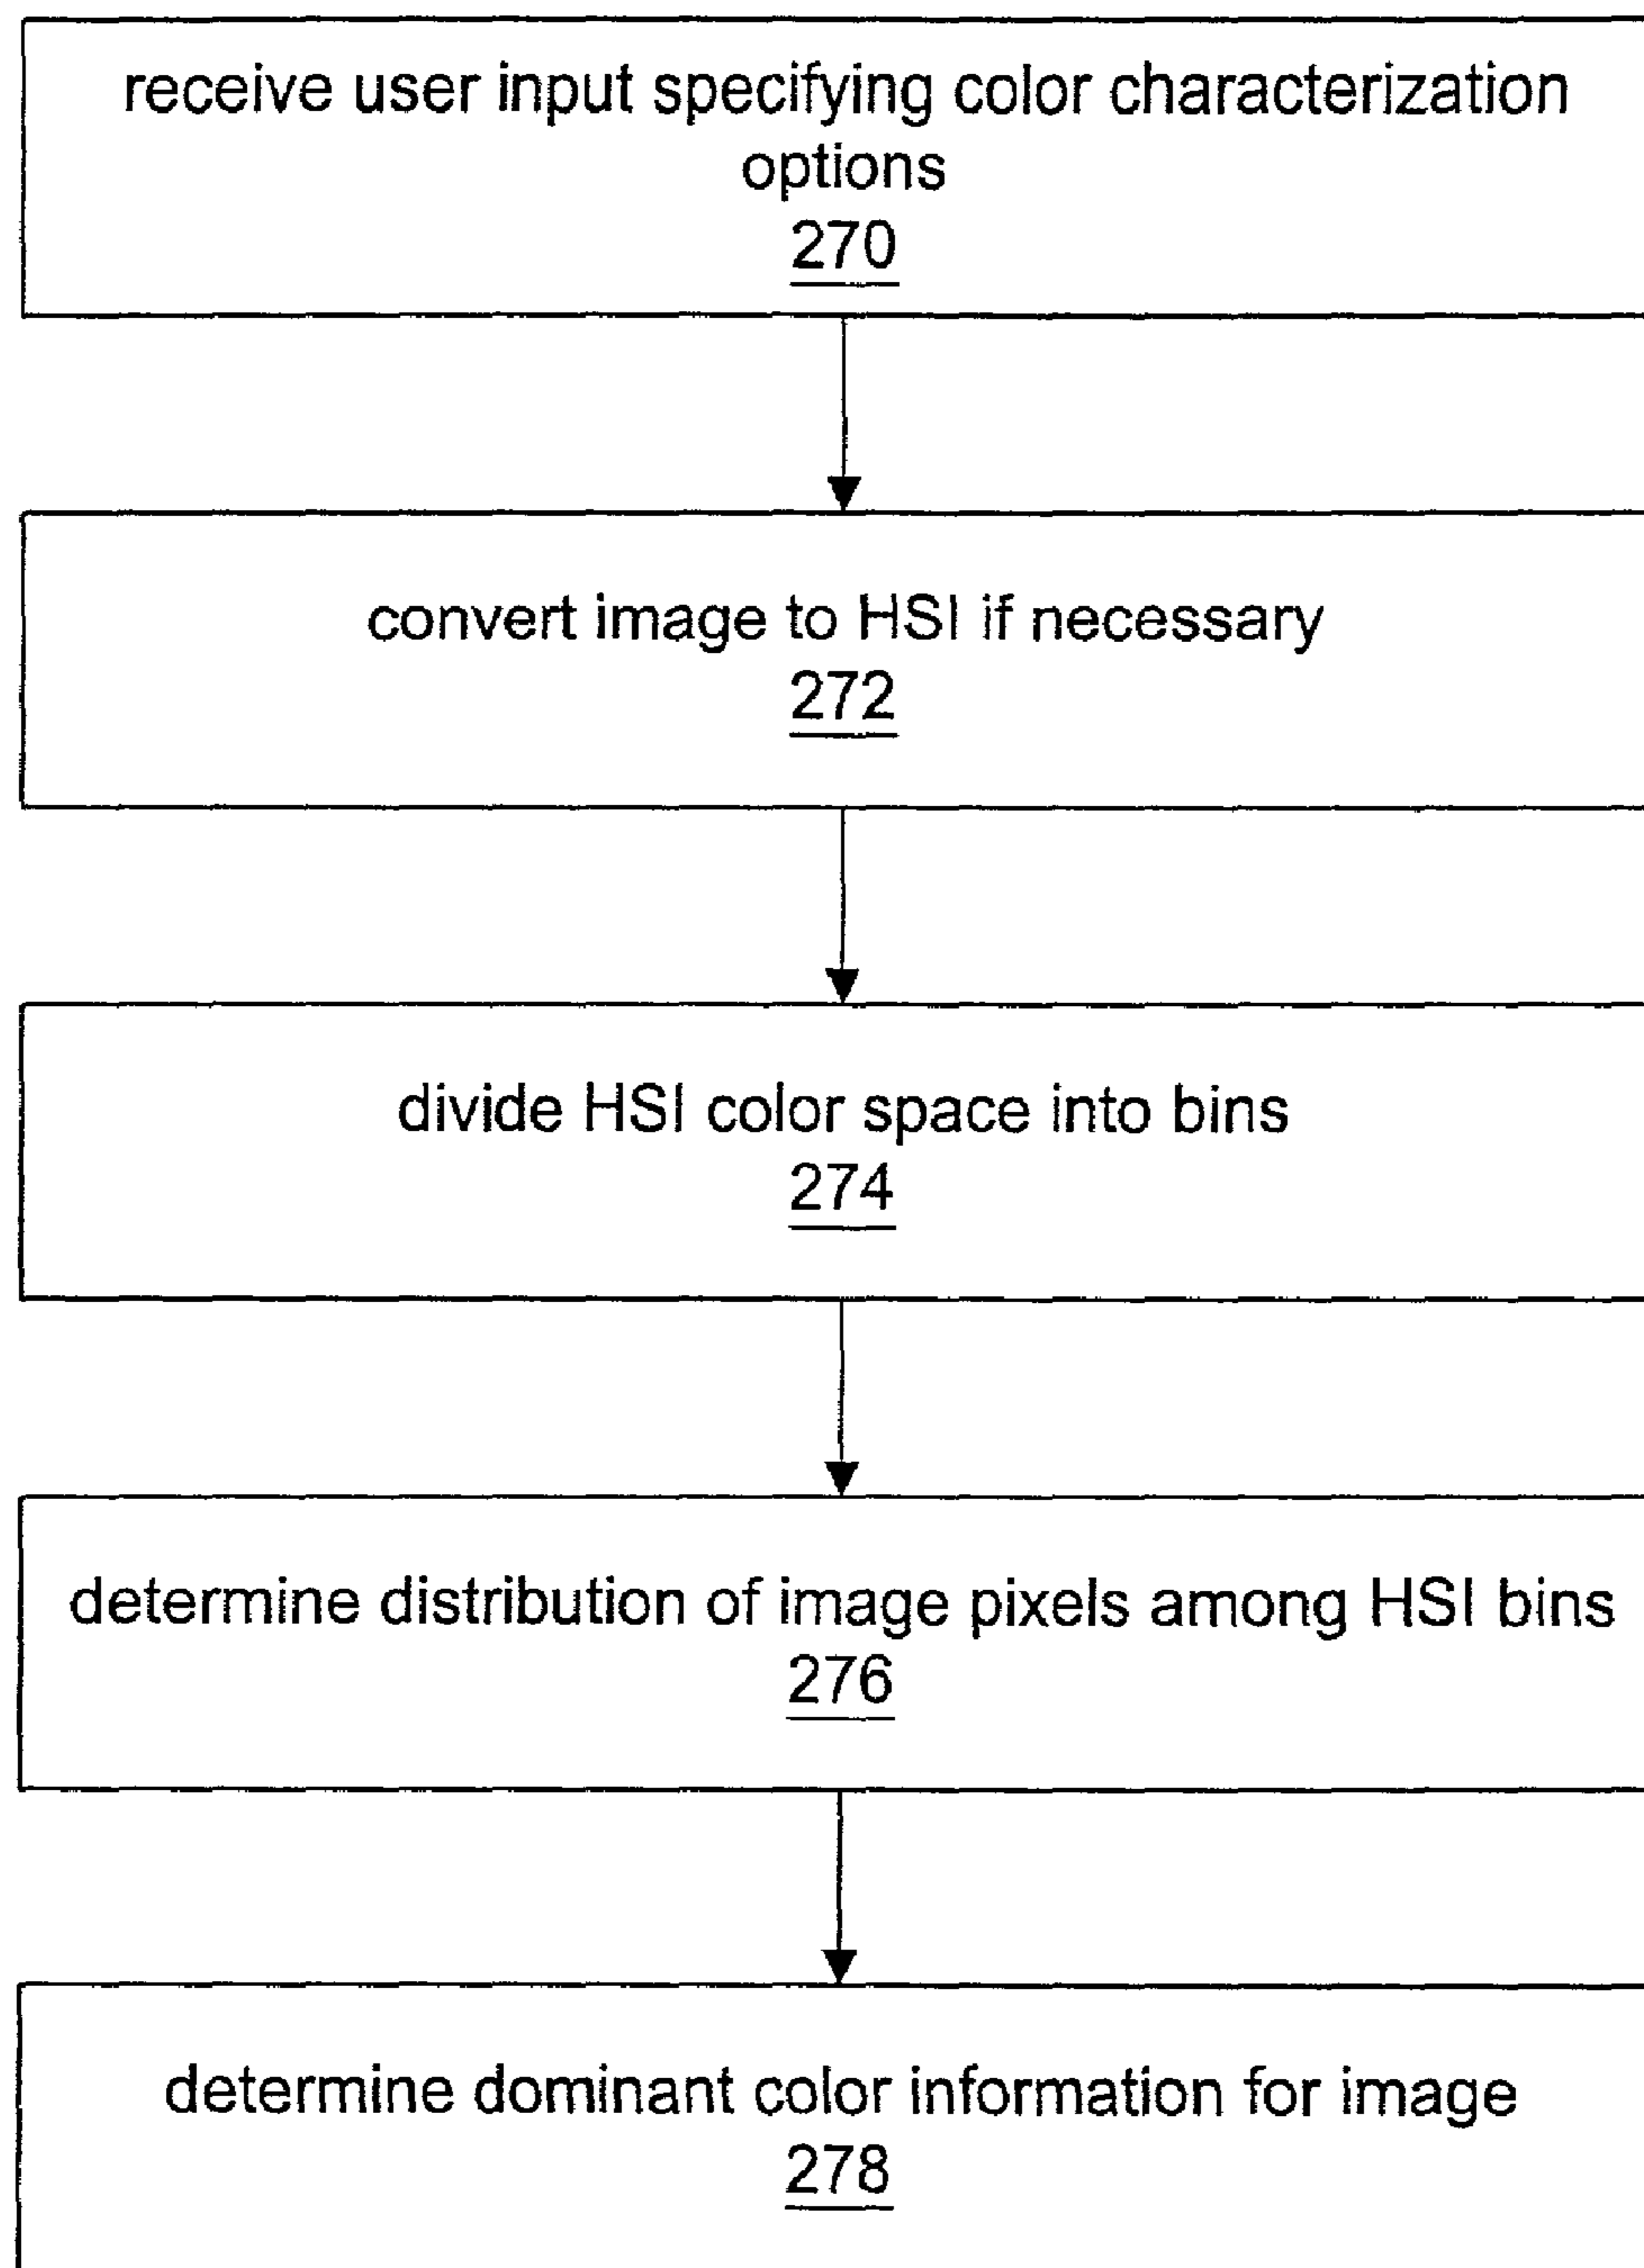 receive user input specifying color characterization
options
270
convert image to HSI if necessary
272
divide HSI color space into bins
274
determine distribution of image pixels among HSI bins
276
determine dominant color information for image
278